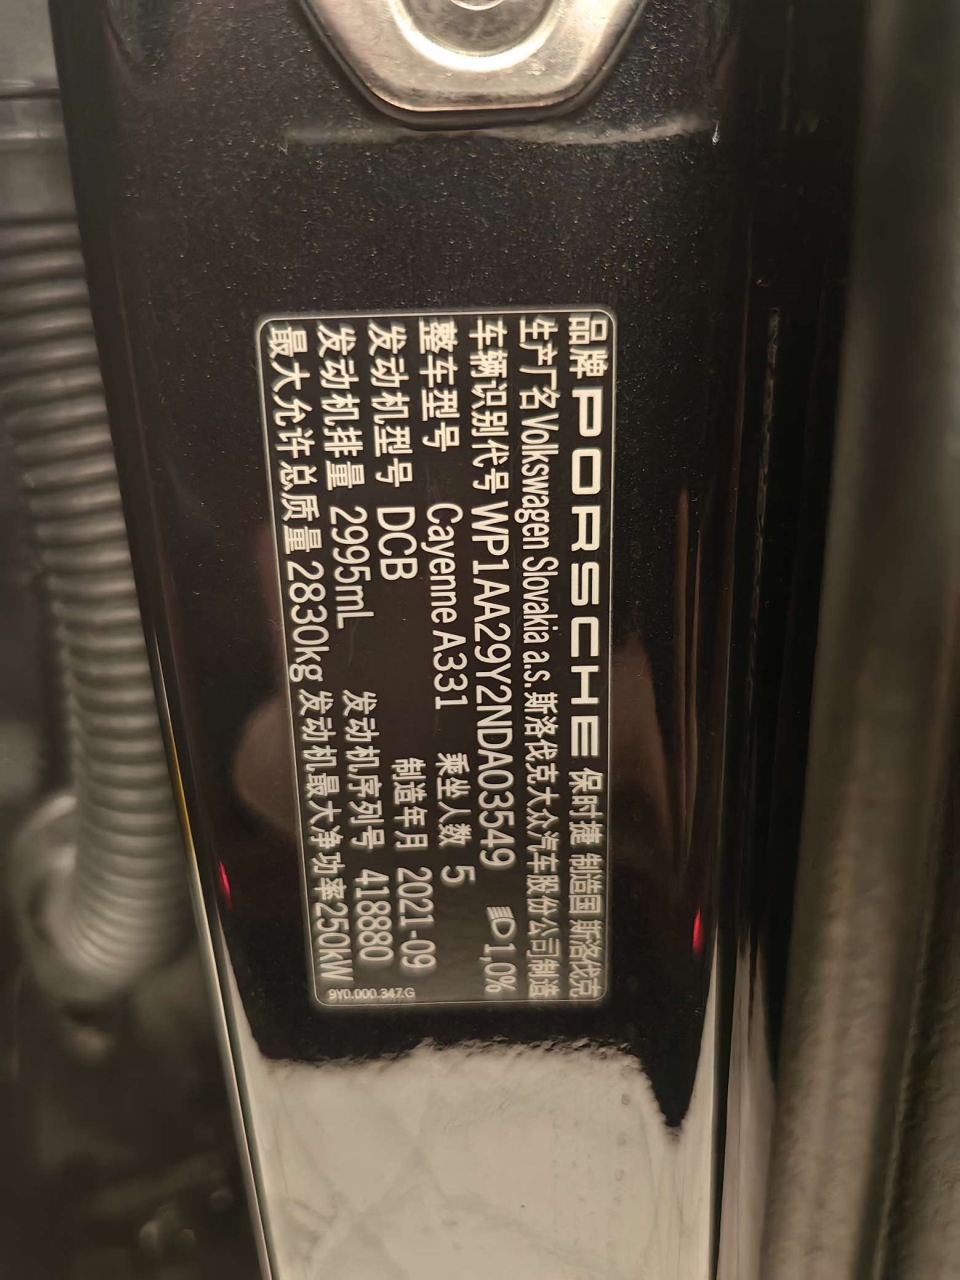 品牌 PORSCHE 保时捷 制造国 斯洛伐克
生产厂名 Volkswagen Slovakia a.s. 斯洛伐克大众汽车股份公司制造
车辆识别代号 WP1AA29Y2NDA03549 1,0%
整车型号 Cayenne A331 乘坐人数 5
发动机型号 DCB 制造年月 2021-09
发动机排量 2995mL 发动机序列号 418880
最大允许总质量 2830kg 发动机最大净功率 250kW
9Y0.000.347.G